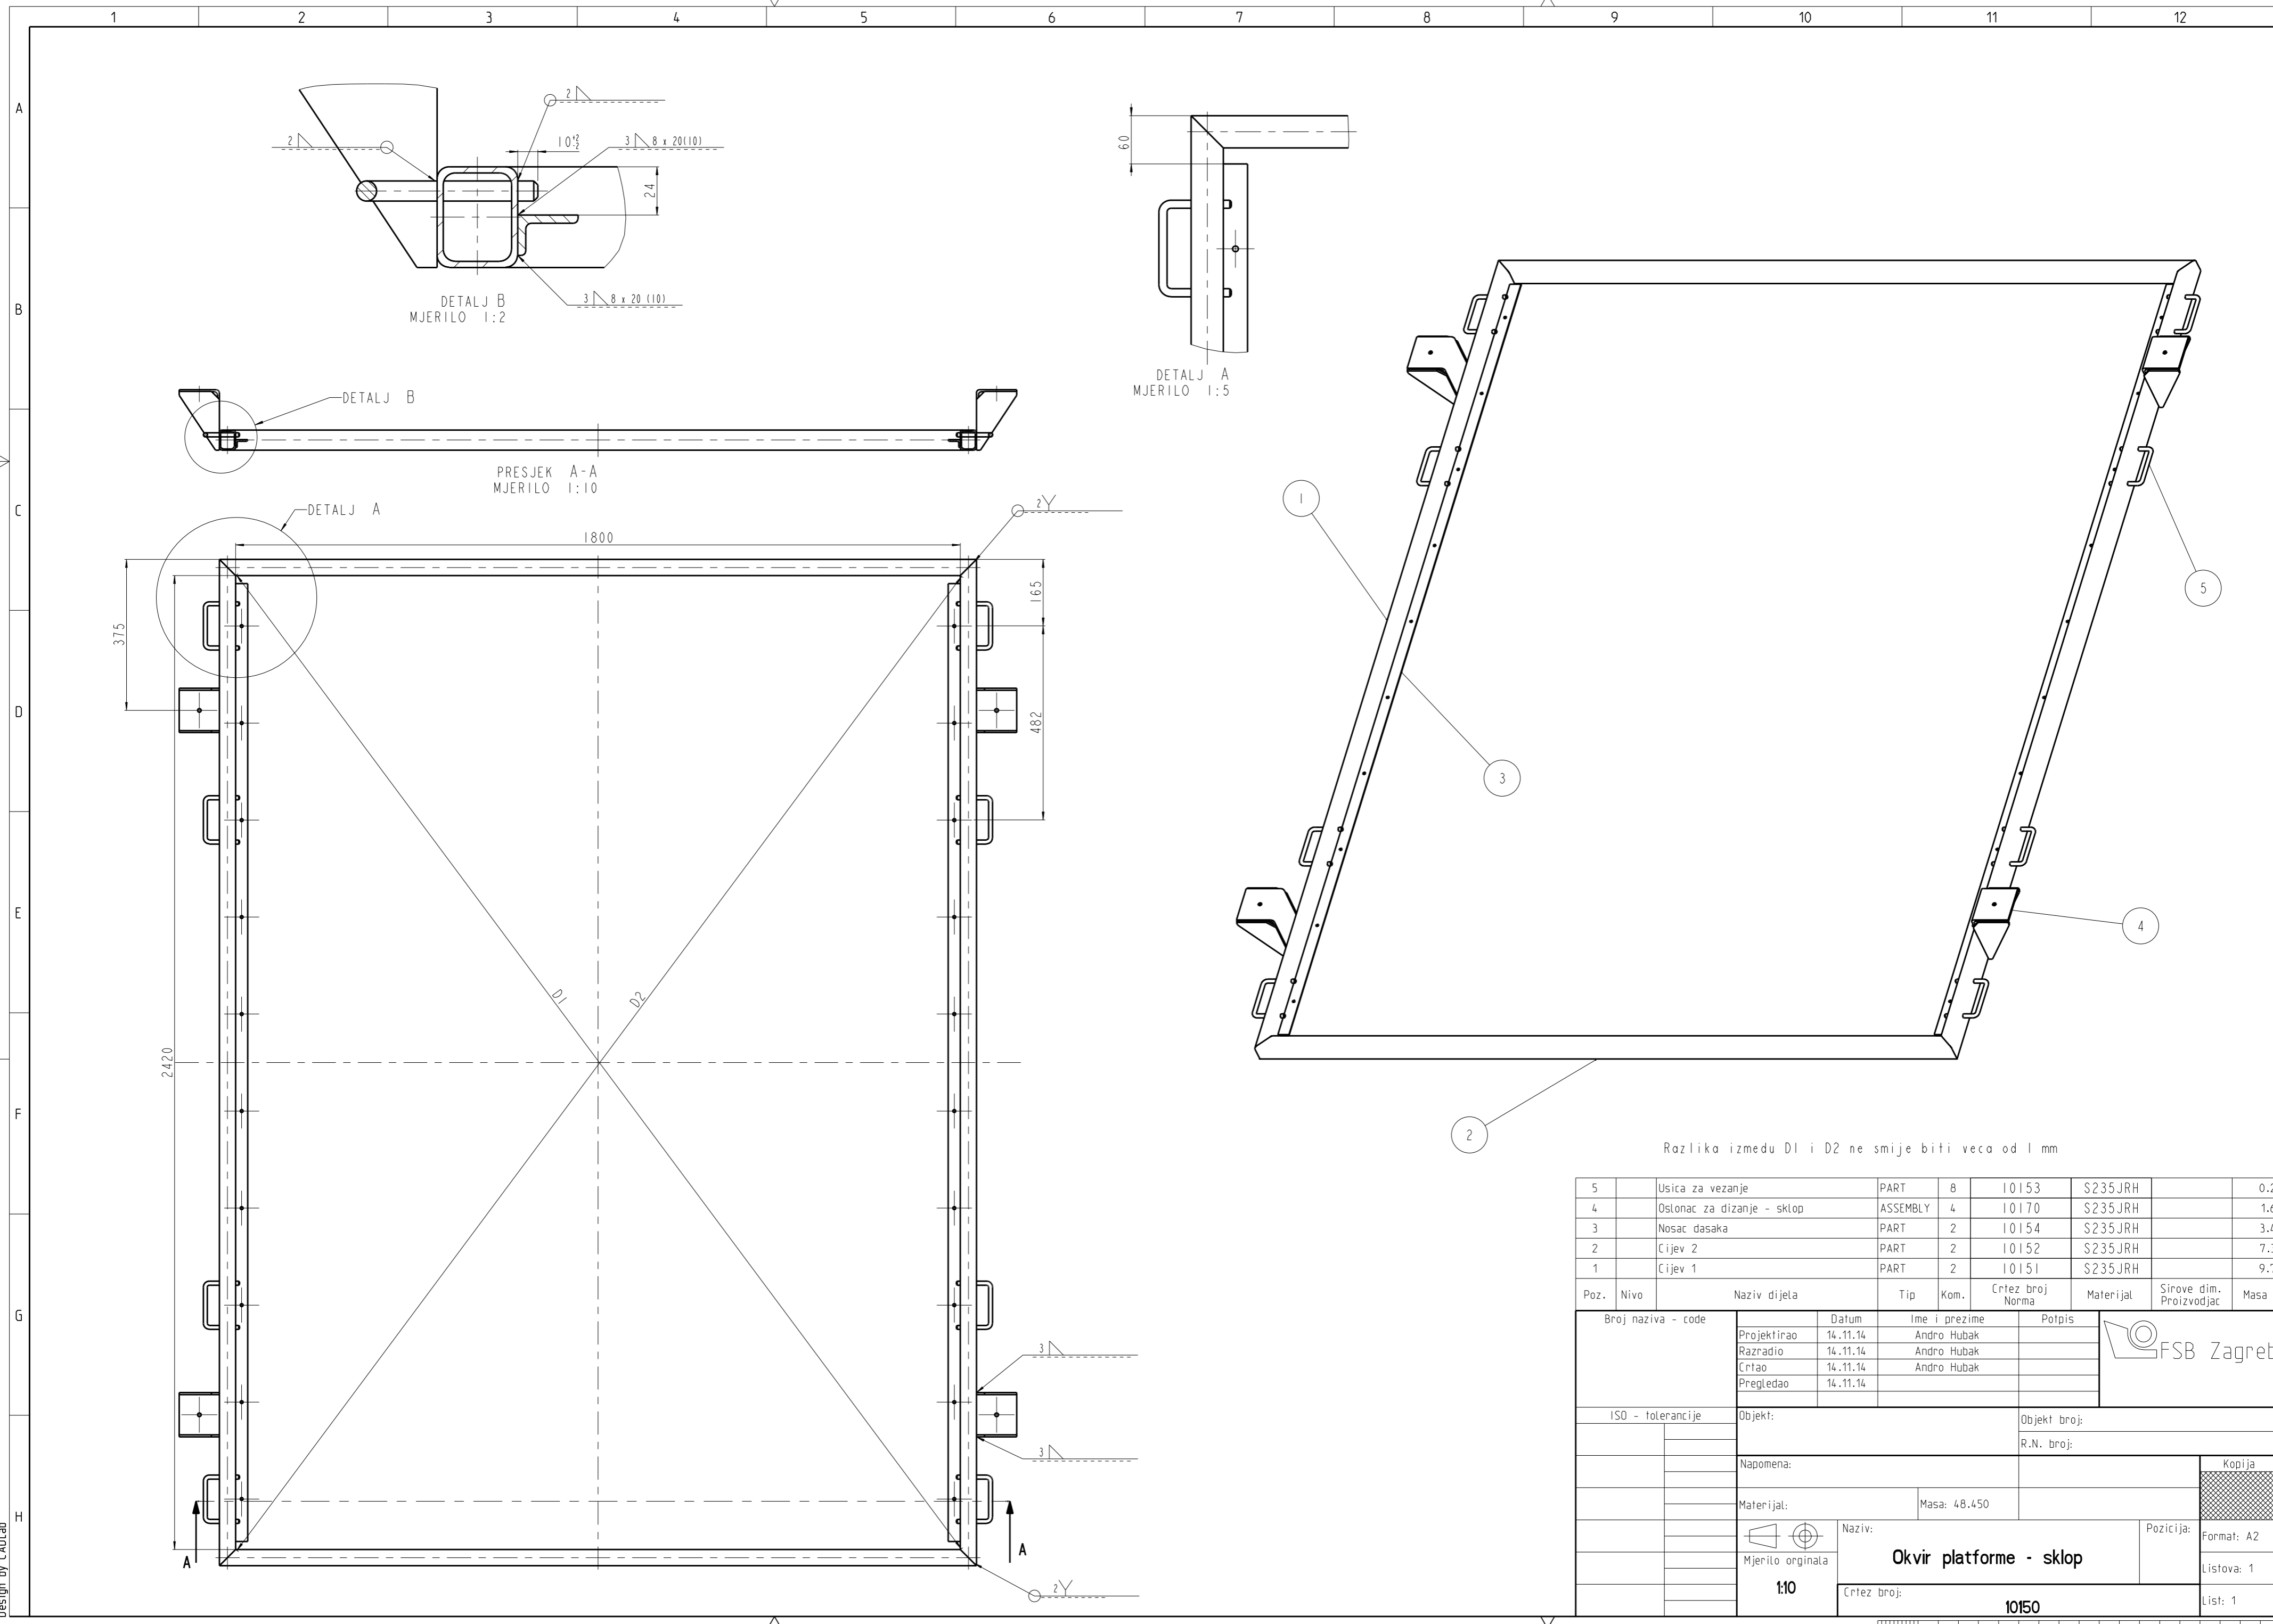 1 2 3 4 5 6 7 8 9 10 11 12
A
B
C
D
E
F
G
H
2
2
10 +2 -2
3 8 x 20(10)
24
3 8 x 20 (10)
DETALJ B
MJERILO 1:2
60
DETALJ A
MJERILO 1:5
DETALJ B
PRESJEK A-A
MJERILO 1:10
DETALJ A
2
1800
375
165
482
2420
D1
D2
3
3
A
A
2
1
3
5
4
2
Razlika izmedu D1 i D2 ne smije biti veca od 1 mm
5 Usica za vezanje PART 8 10153 S235JRH
4 Oslonac za dizanje - sklop ASSEMBLY 4 10170 S235JRH
3 Nosac dasaka PART 2 10154 S235JRH
2 Cijev 2 PART 2 10152 S235JRH
1 Cijev 1 PART 2 10151 S235JRH
Poz. Nivo Naziv dijela Tip Kom. Crtez broj Norma Materijal Sirove dim. Proizvodjac Masa
Broj naziva - code
Datum Ime i prezime Potpis
Projektirao 14.11.14 Andro Hubak
Razradio 14.11.14 Andro Hubak
Crtao 14.11.14 Andro Hubak
Pregledao 14.11.14
FSB Zagreb
ISO - tolerancije
Objekt:
Objekt broj:
R.N. broj:
Napomena:
Kopija
Materijal:
Masa: 48.450
Naziv:
Okvir platforme - sklop
Pozicija:
Format: A2
Mjerilo orginala
1:10
Listova: 1
Crtez broj:
10150
List: 1
Design by CADLab